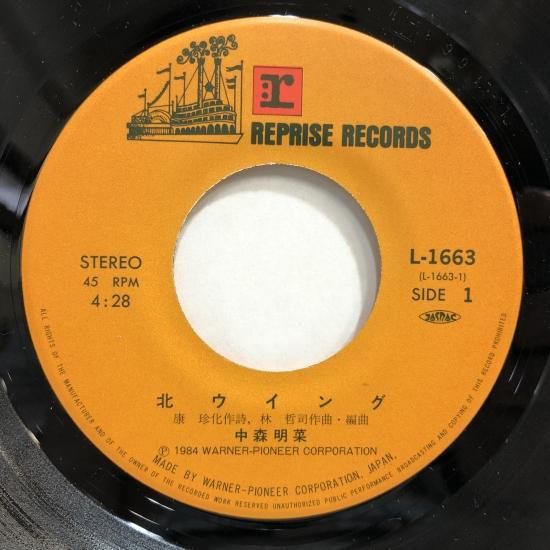 r
REPRISE RECORDS
STEREO
45 RPM
4:28
L-1663
(L-1663-1)
SIDE 1
JASRAC
北ウイング
康 珍化作詩, 林 哲司作曲・編曲
中森明菜
Ⓟ1984 WARNER-PIONEER CORPORATION
MADE BY WARNER-PIONEER CORPORATION, JAPAN.
ALL RIGHTS OF THE MANUFACTURER AND OF THE OWNER OF THE RECORDED WORK RESERVED UNAUTHORIZED PUBLIC PERFORMANCE BROADCASTING AND COPYING OF THIS RECORD PROHIBITED